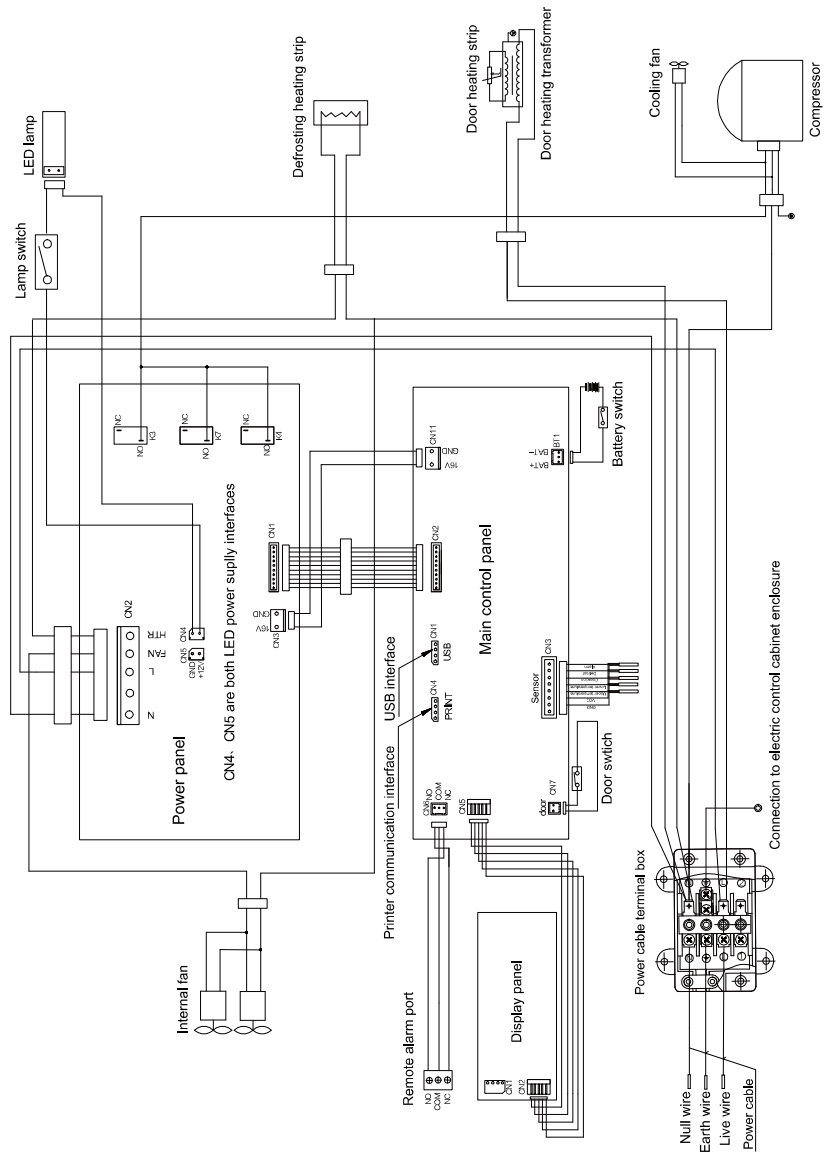 LED lamp
Lamp switch
Defrosting heating strip
Door heating strip
Door heating transformer
Cooling fan
Compressor
NC
NO
K3
NC
NO
K7
NC
NO
K4
CN2
HTR
FAN
L
N
CN4
CN5
GND
+12V
Power panel
CN4、CN5 are both LED power suplly interfaces
CN1
GND
16V
CN3
CN2
CN11
GND
16V
BT1
BAT-
BAT+
Battery switch
Main control panel
USB interface
CN1
USB
Printer communication interface
CN4
PRINT
Sensor
CN3
CN6
NO
COM
NC
CN5
CN7
door
Door swtich
Internal fan
Remote alarm port
NO
COM
NC
Display panel
CN1
CN2
Power cable terminal box
Connection to electric control cabinet enclosure
Null wire
Earth wire
Live wire
Power cable